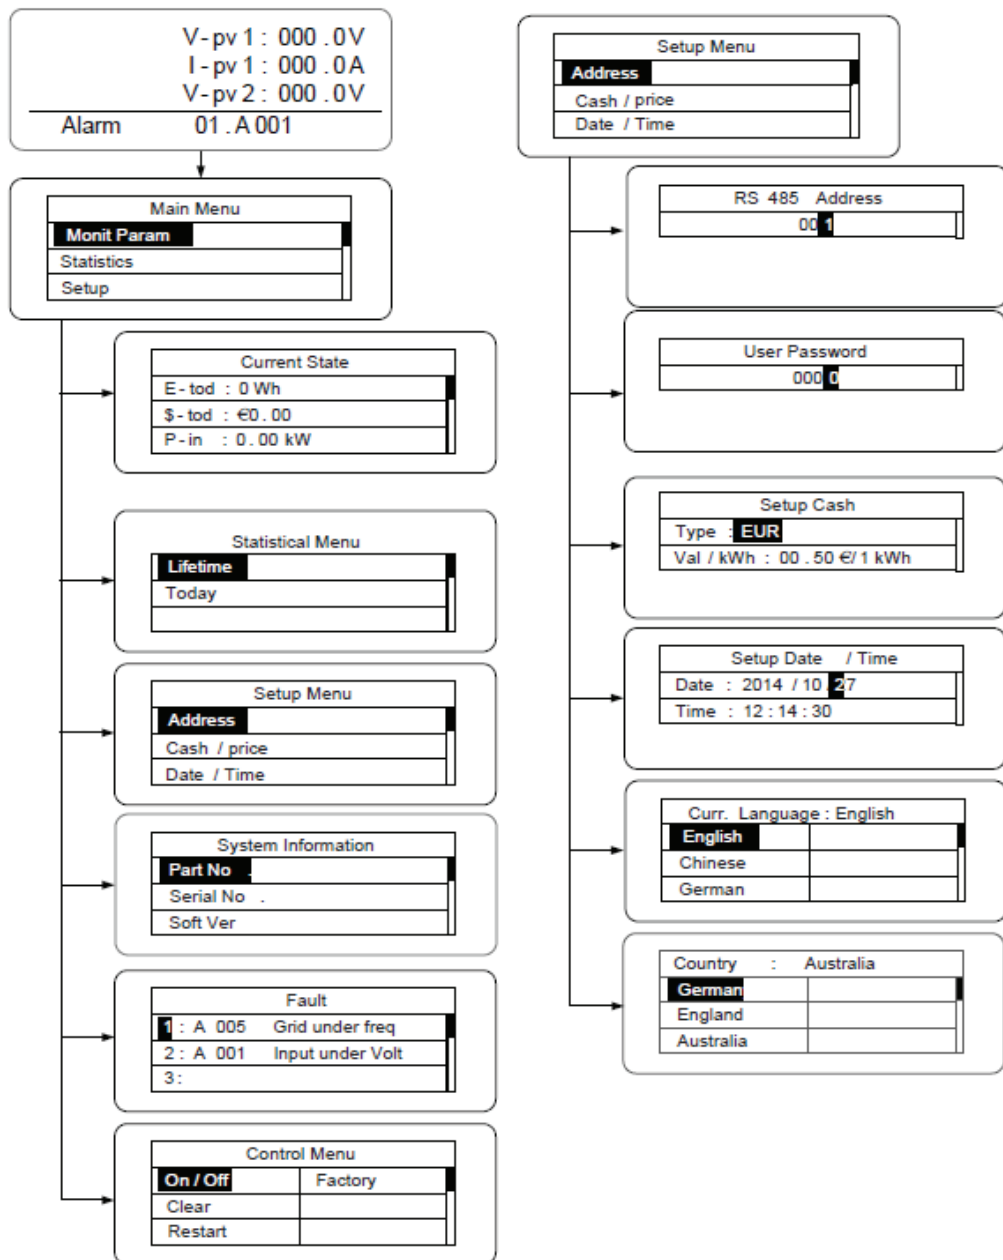 V-pv 1 : 000 .0V
I-pv 1 : 000 .0A
V-pv 2 : 000 .0V
Alarm 01 . A 001
Main Menu
Monit Param
Statistics
Setup
Current State
E- tod : 0 Wh
$- tod : €0 . 00
P- in : 0 . 00 kW
Statistical Menu
Lifetime
Today
Setup Menu
Address
Cash / price
Date / Time
System Information
Part No .
Serial No .
Soft Ver
Fault
1 : A 005 Grid under freq
2 : A 001 Input under Volt
3 :
Control Menu
On / Off Factory
Clear
Restart
Setup Menu
Address
Cash / price
Date / Time
RS 485 Address
00 1
User Password
000 0
Setup Cash
Type : EUR
Val / kWh : 00 . 50 €/ 1 kWh
Setup Date / Time
Date : 2014 / 10 27
Time : 12 : 14 : 30
Curr. Language : English
English
Chinese
German
Country : Australia
German
England
Australia